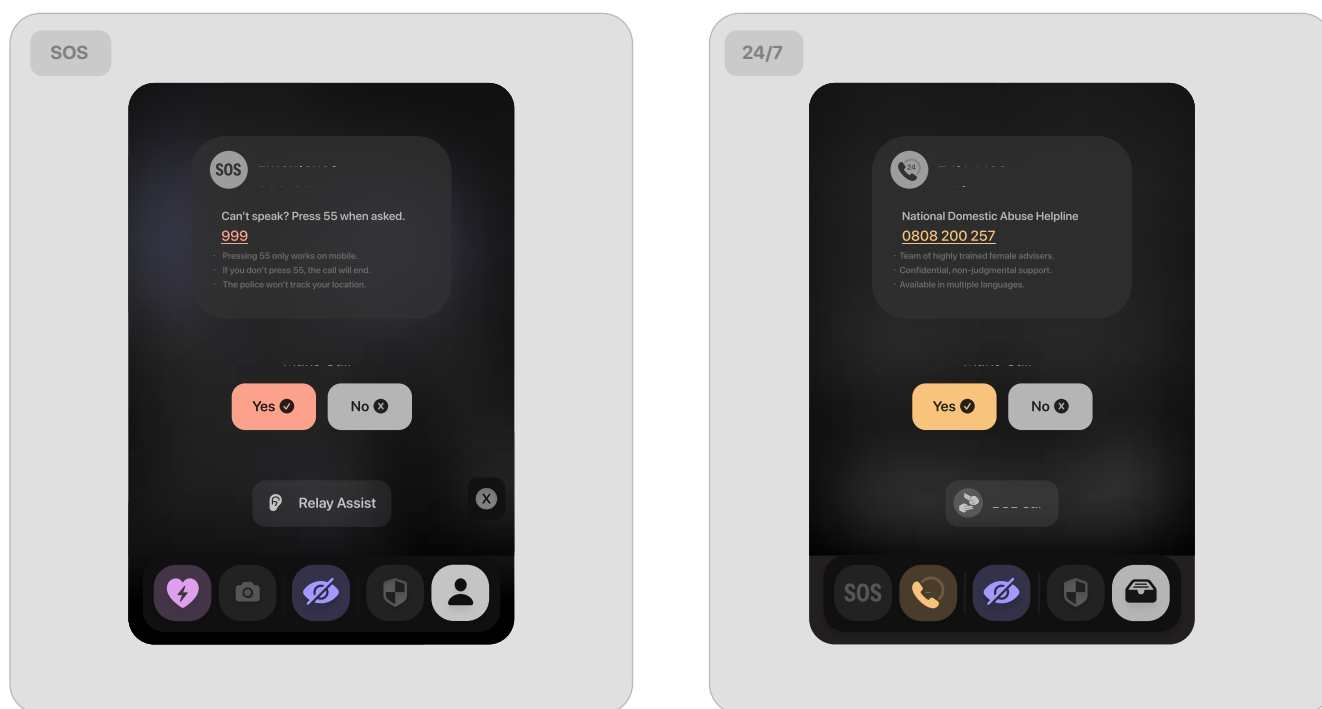 SOS
SOS
Can't speak? Press 55 when asked.
999
· Pressing 55 only works on mobile.
· If you don't press 55, the call will end.
· The police won't track your location.
Yes
No X
Relay Assist
X
24/7
24
National Domestic Abuse Helpline
0808 200 257
· Team of highly trained female advisers.
· Confidential, non-judgmental support.
· Available in multiple languages.
Yes
No X
SOS